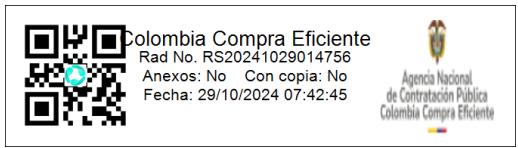 Colombia Compra Eficiente
Rad No. RS20241029014756
Anexos: No Con copia: No
Fecha: 29/10/2024 07:42:45
Agencia Nacional
de Contratación Pública
Colombia Compra Eficiente